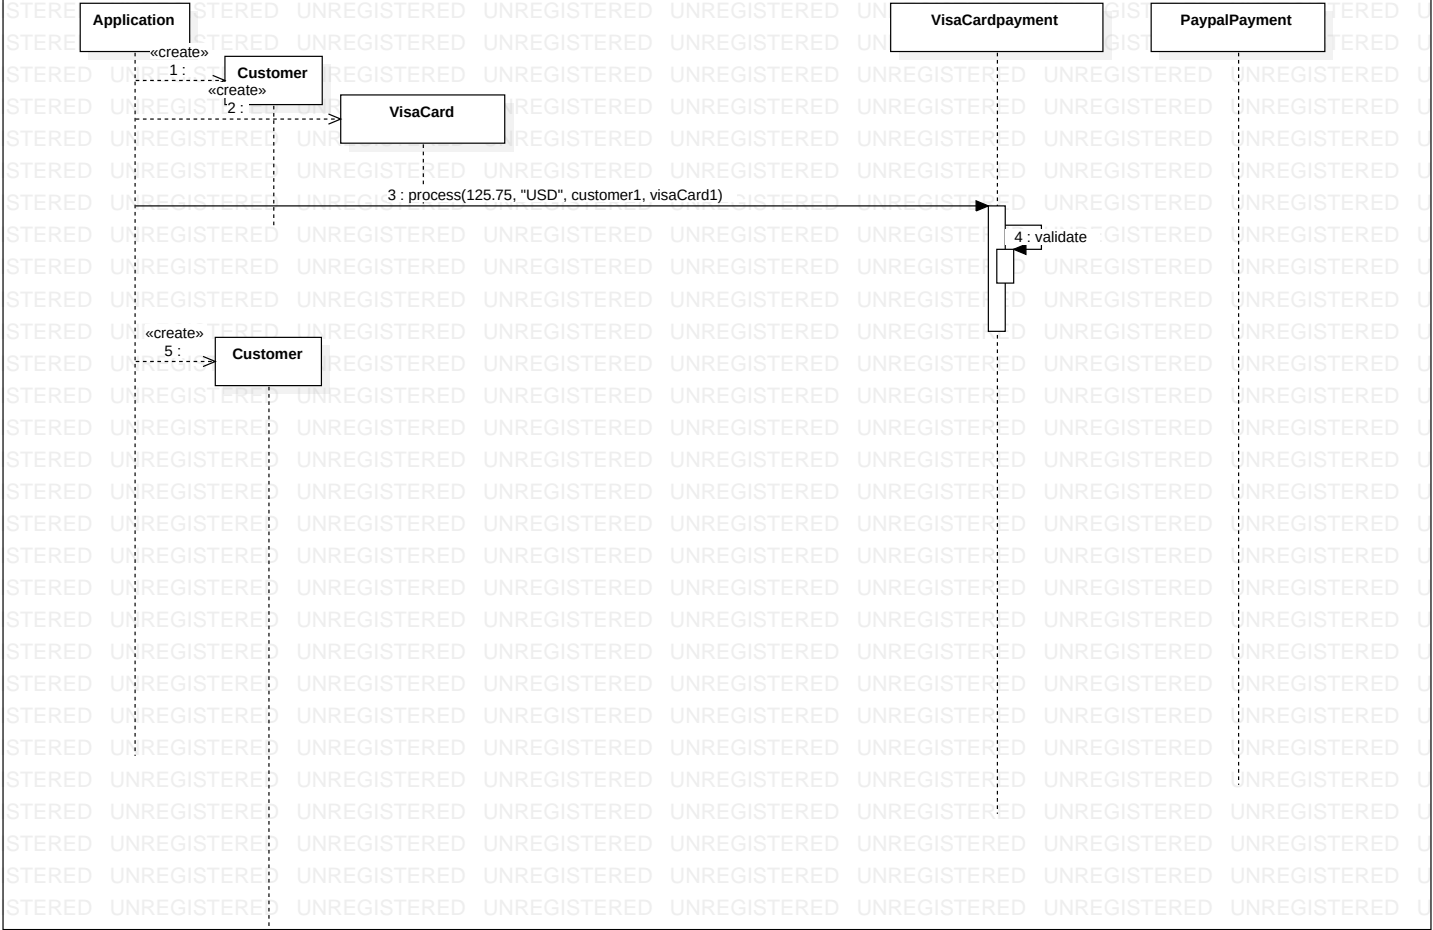 Application
VisaCardpayment
PaypalPayment
«create»
1 :
Customer
«create»
2 :
VisaCard
3 : process(125.75, "USD", customer1, visaCard1)
4 : validate
«create»
5 :
Customer
UNREGISTERED